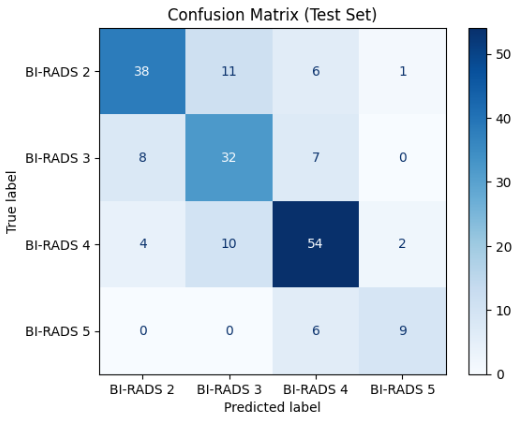 Confusion Matrix (Test Set)
BI-RADS 2 38 11 6 1
BI-RADS 3 8 32 7 0
BI-RADS 4 4 10 54 2
BI-RADS 5 0 0 6 9
BI-RADS 2 BI-RADS 3 BI-RADS 4 BI-RADS 5
Predicted label
True label
50
40
30
20
10
0